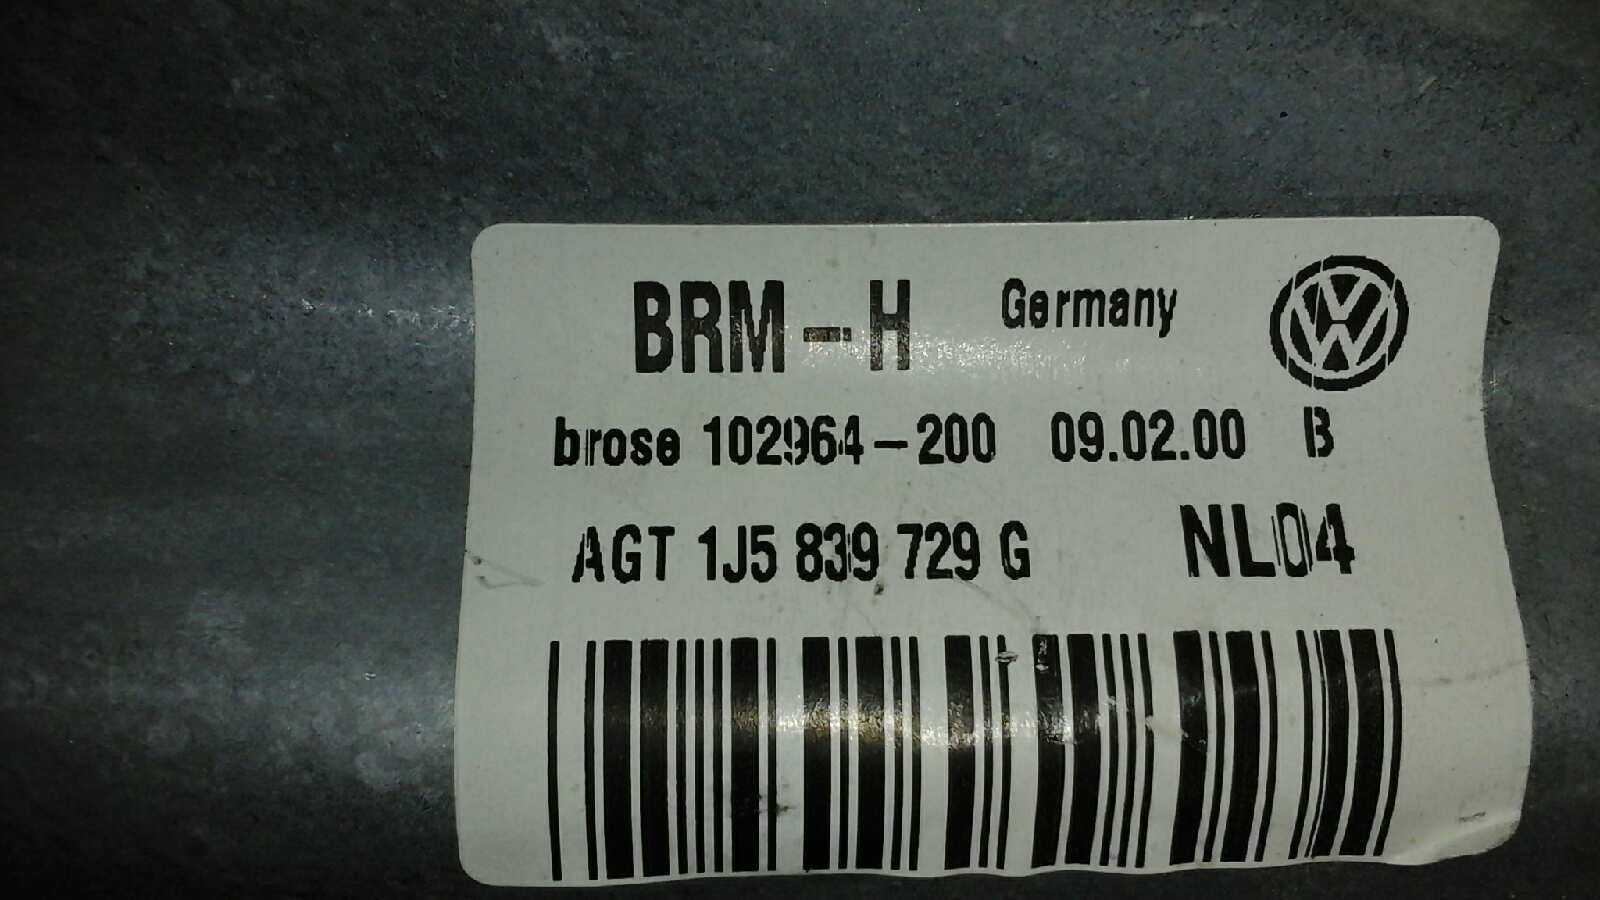 BRM-H Germany
brose 102964-200 09.02.00 B
AGT 1J5 839 729 G NL04